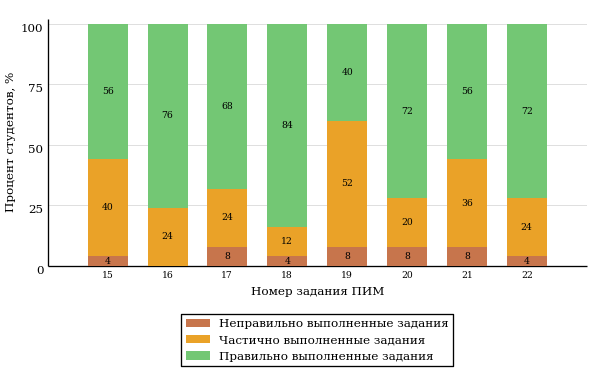 100
75
50
25
0
Процент студентов, %
56 76 68 84 40 72 56 72
40 24 24 12 52 20 36 24
4 8 4 8 8 8 4
15 16 17 18 19 20 21 22
Номер задания ПИМ
Неправильно выполненные задания
Частично выполненные задания
Правильно выполненные задания